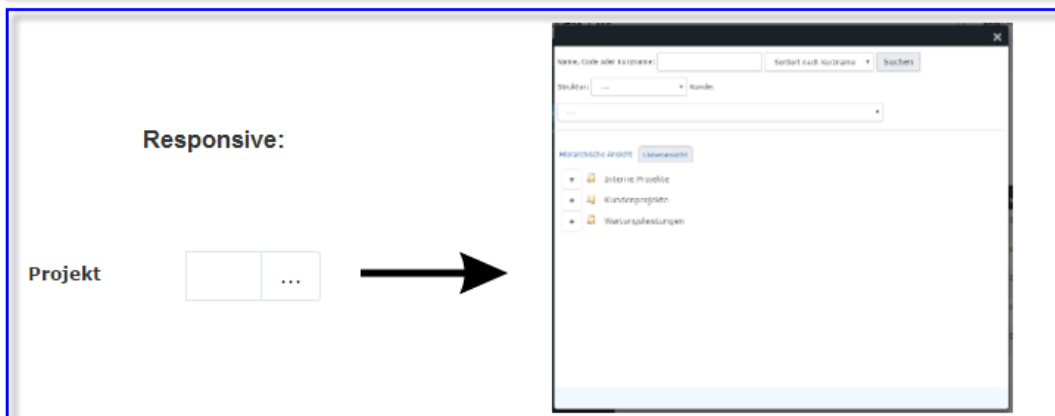 Responsive:
Projekt
...
Name, Code oder Kurzname:
Sortiert nach Kurzname
Suchen
Struktur:
---
Kunde:
---
Hierarchische Ansicht
Listenansicht
Interne Projekte
Kundenprojekte
Wartungsleistungen